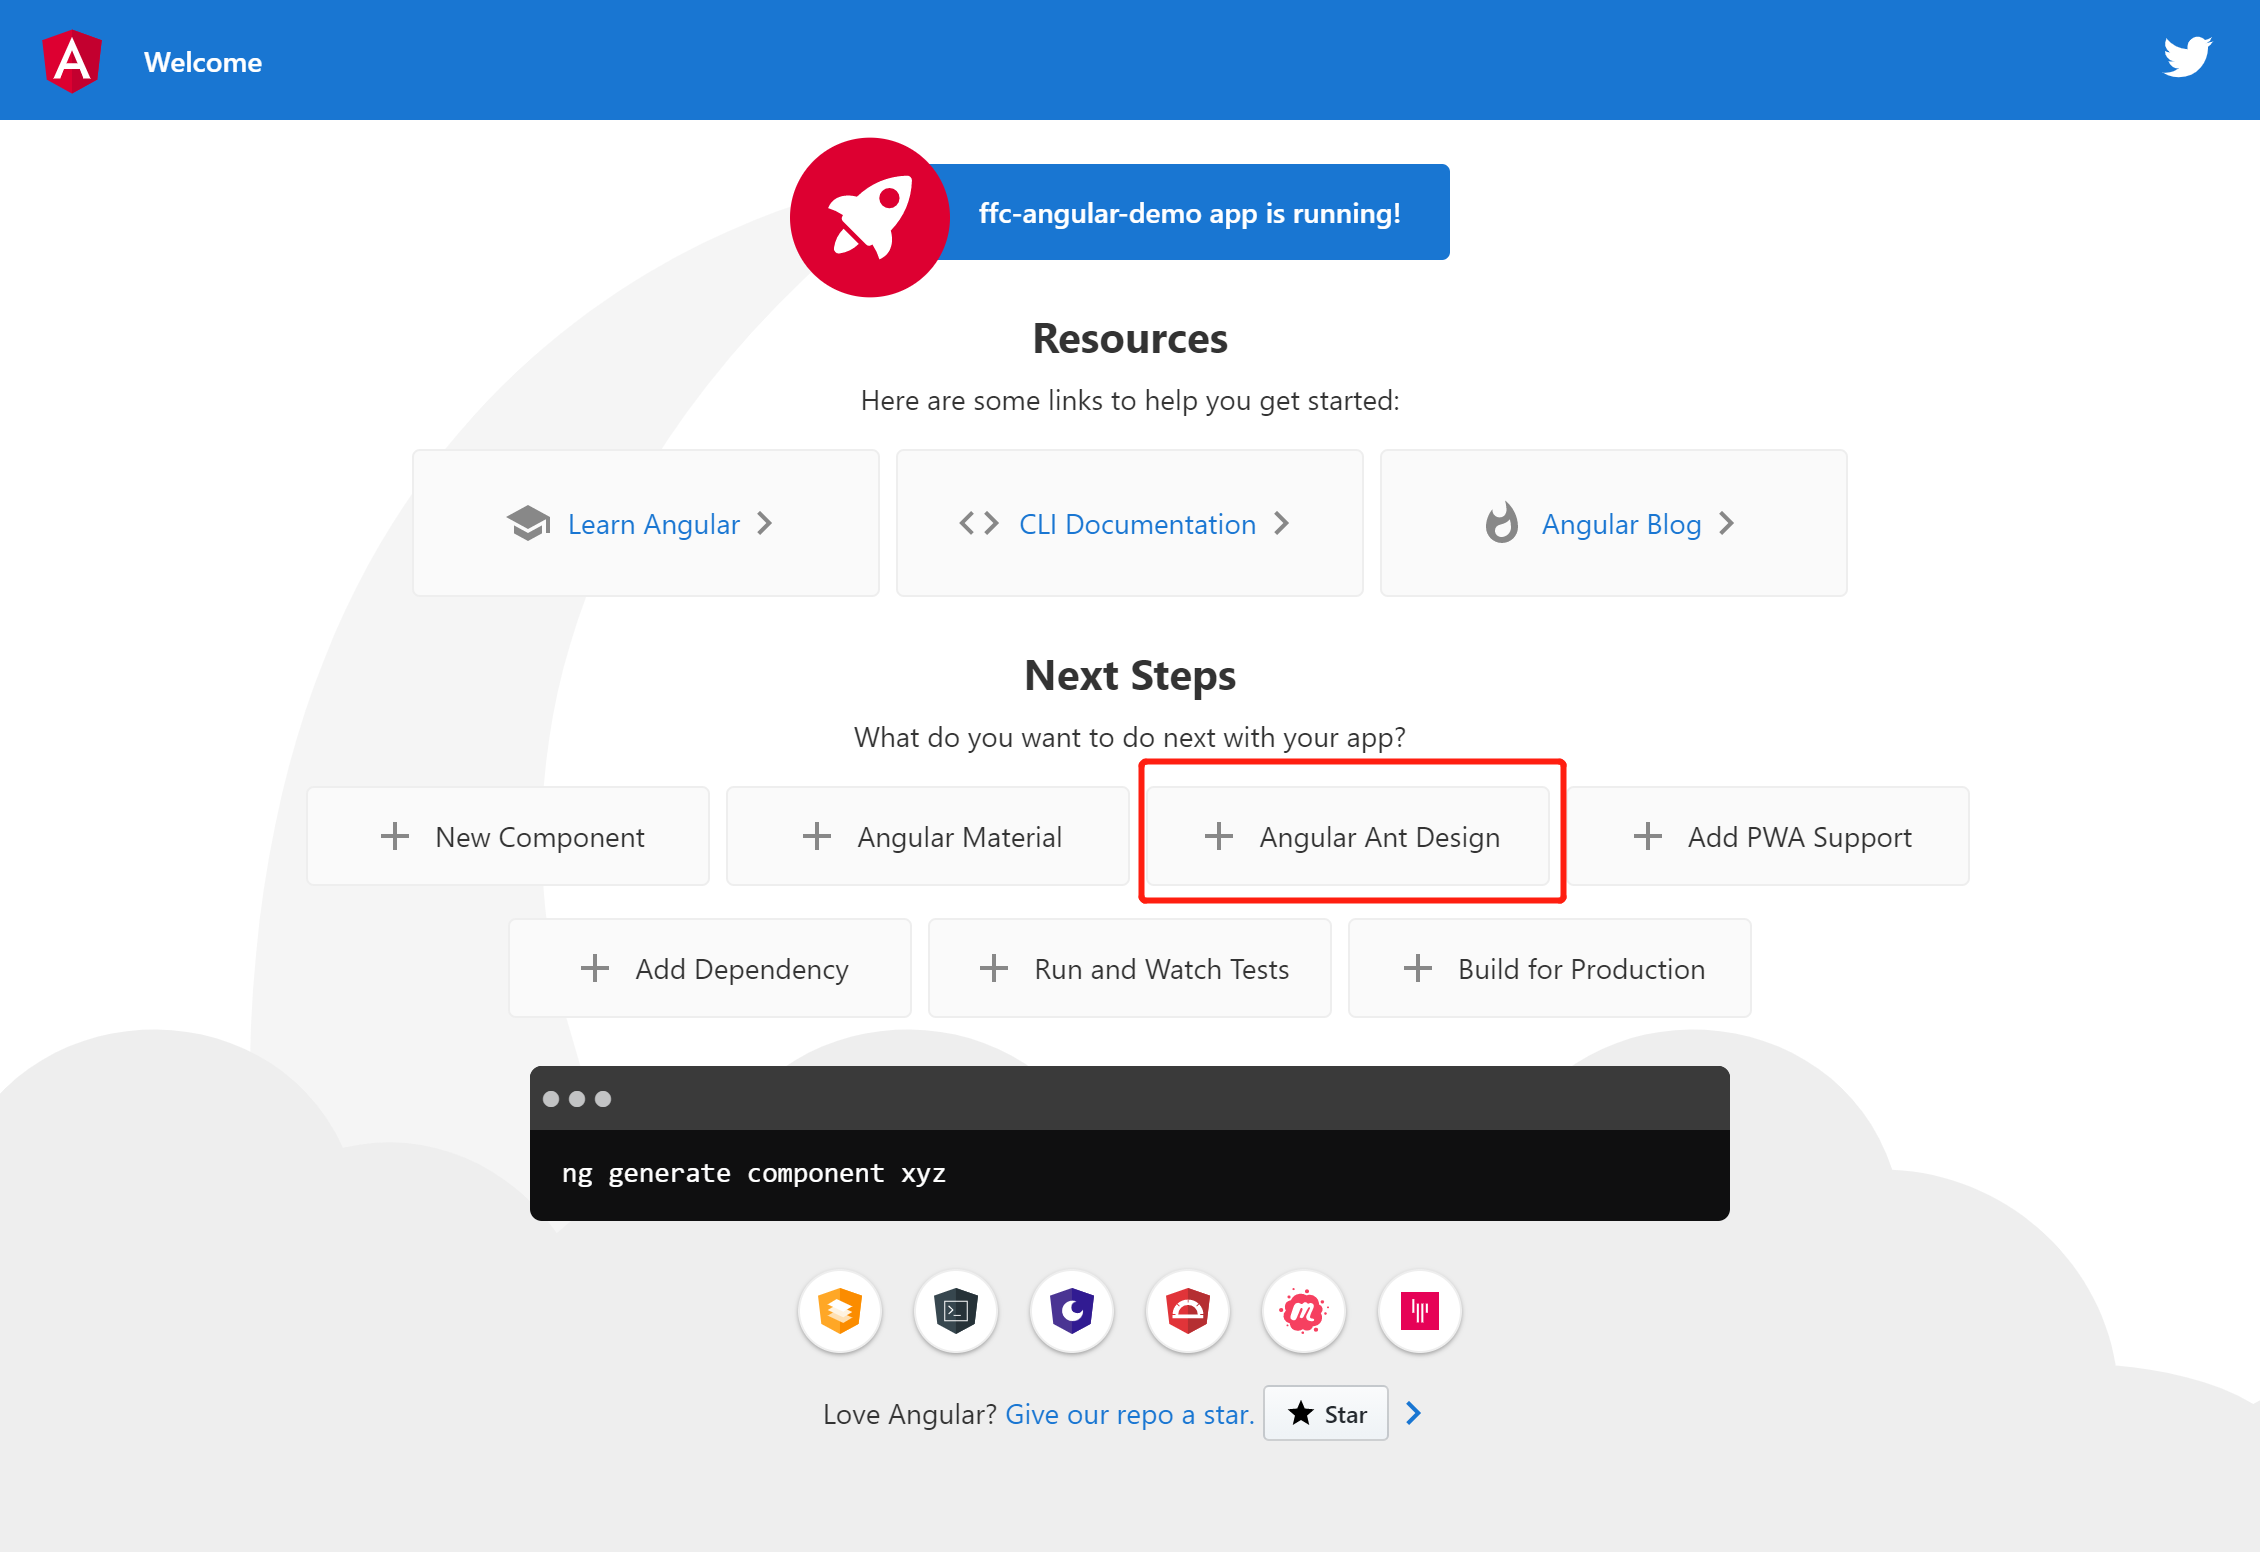 Welcome
ffc-angular-demo app is running!
Resources
Here are some links to help you get started:
Learn Angular
CLI Documentation
Angular Blog
Next Steps
What do you want to do next with your app?
New Component
Angular Material
Angular Ant Design
Add PWA Support
Add Dependency
Run and Watch Tests
Build for Production
ng generate component xyz
Love Angular? Give our repo a star. Star